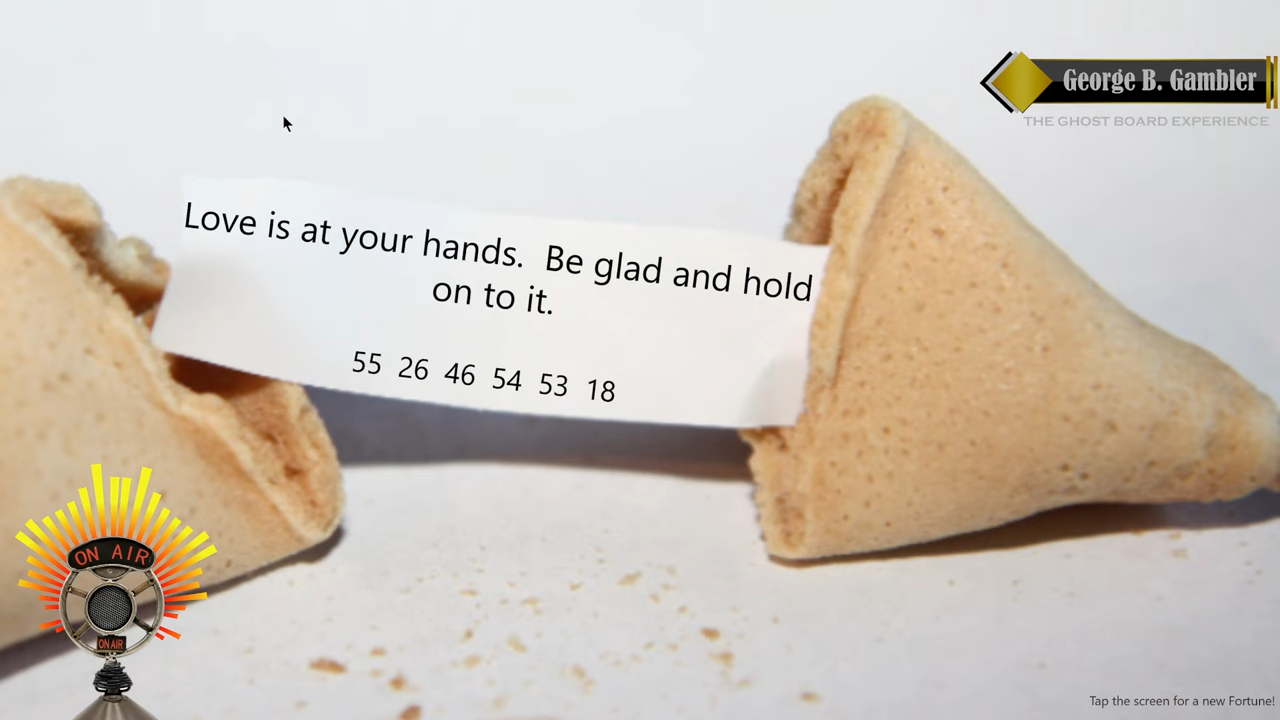 George B. Gambler
THE GHOST BOARD EXPERIENCE
Love is at your hands.  Be glad and hold
on to it.
55  26  46  54  53  18
ON AIR
ON AIR
Tap the screen for a new Fortune!